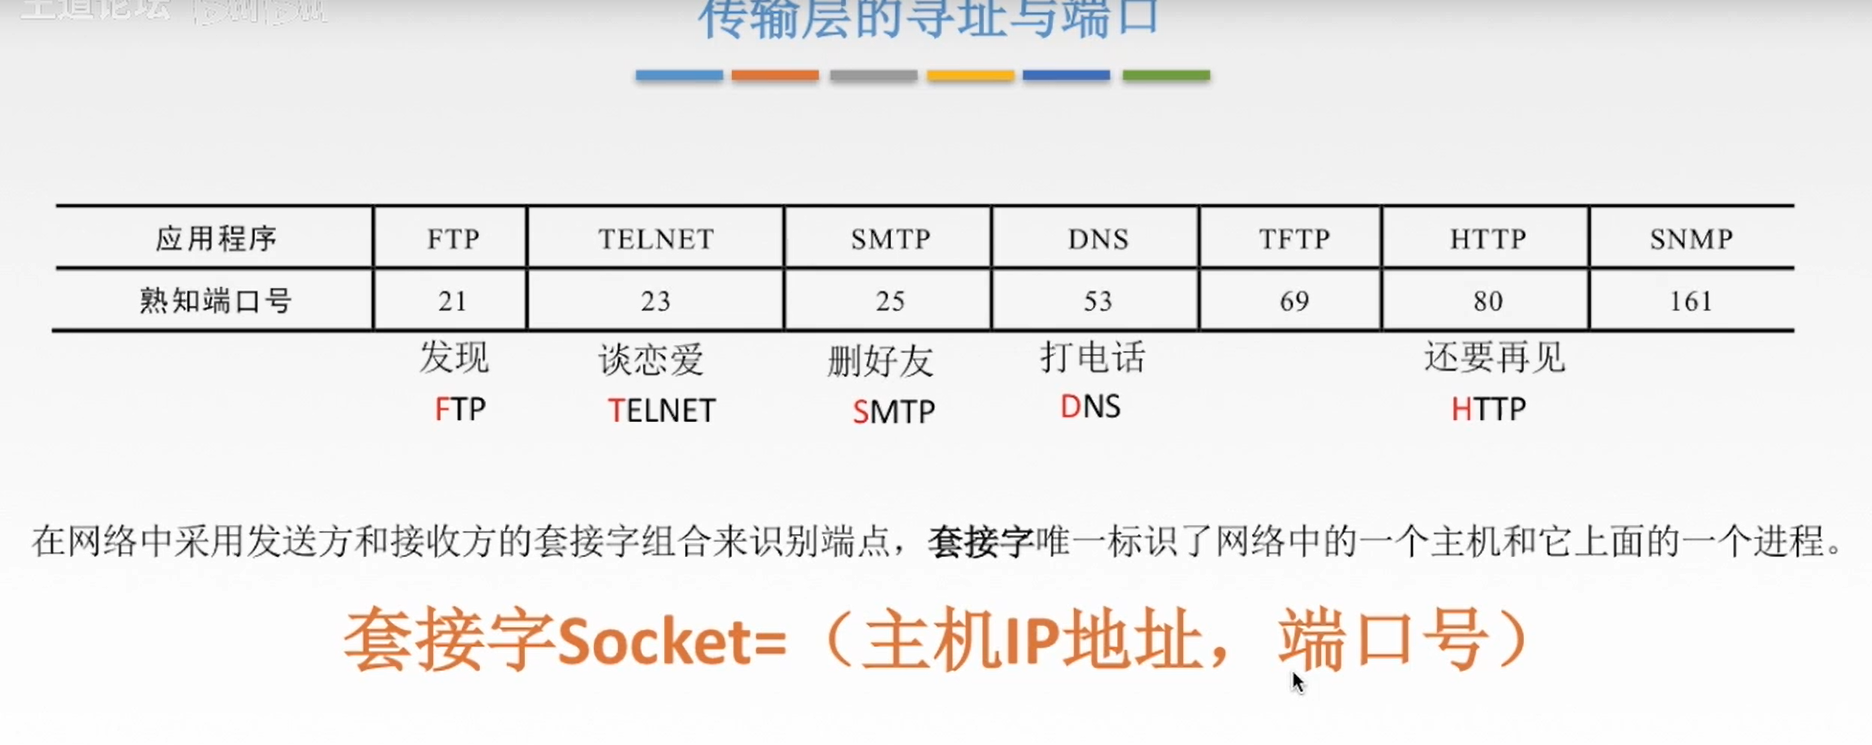 王道论坛 bilibili
传输层的寻址与端口
应用程序 FTP TELNET SMTP DNS TFTP HTTP SNMP
熟知端口号 21 23 25 53 69 80 161
发现 谈恋爱 删好友 打电话 还要再见
FTP TELNET SMTP DNS HTTP
在网络中采用发送方和接收方的套接字组合来识别端点，套接字唯一标识了网络中的一个主机和它上面的一个进程。
套接字Socket=（主机IP地址，端口号）